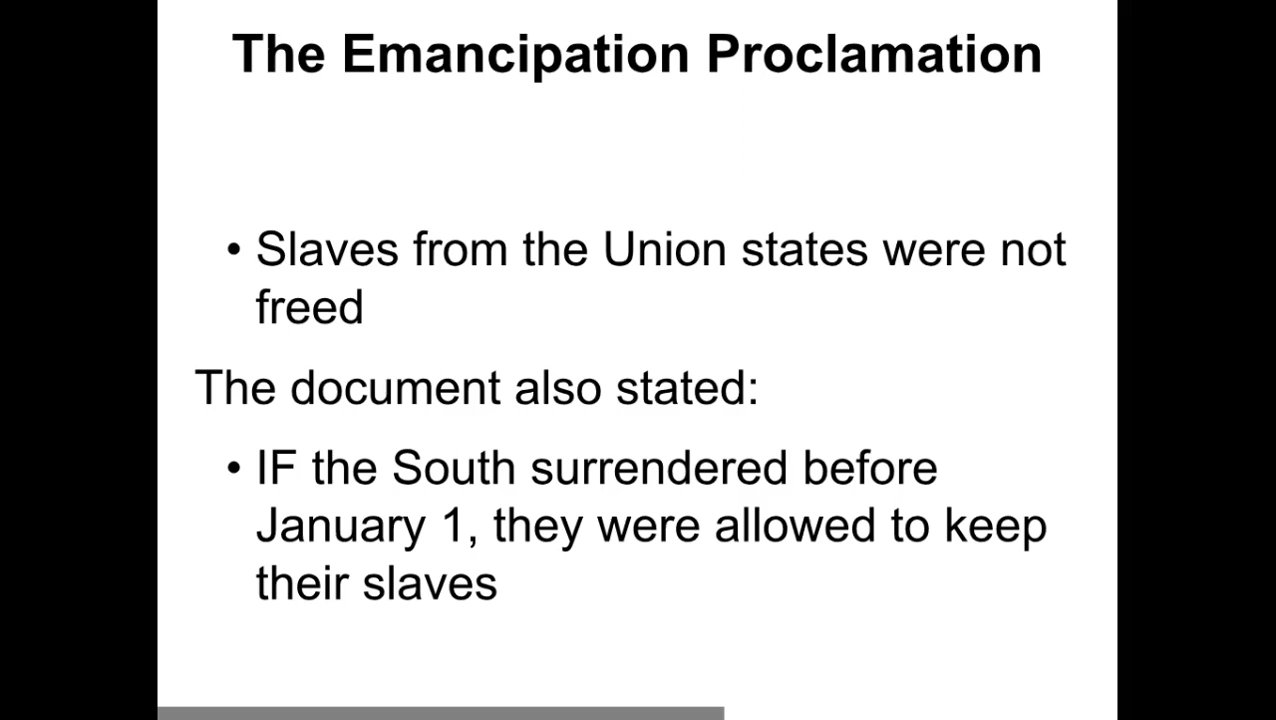 The Emancipation Proclamation
• Slaves from the Union states were not
freed
The document also stated:
• IF the South surrendered before
January 1, they were allowed to keep
their slaves